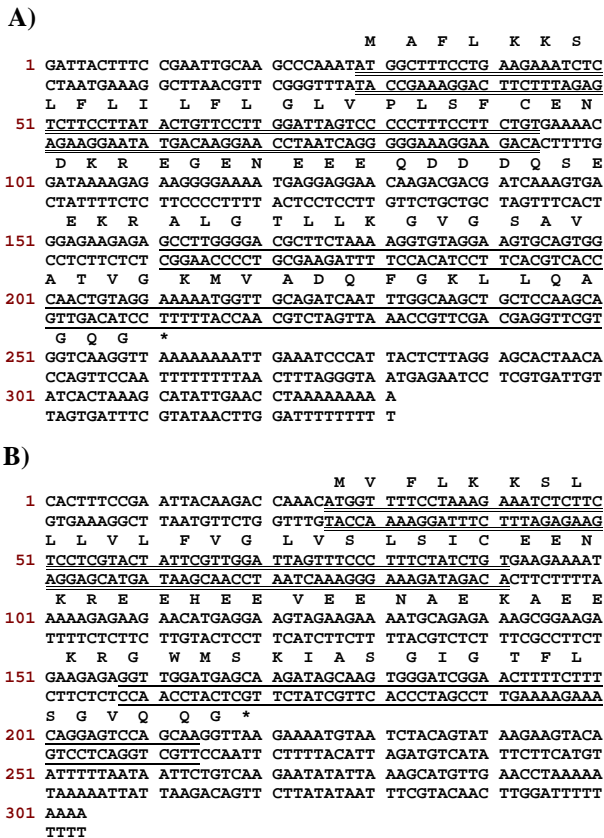 A)
M A F L K K S
1 GATTACTTTC CGAATTGCAA GCCCAAATAT GGCTTTCCTG AAGAAATCTC
CTAATGAAAG GCTTAACGTT CGGGTTTATA CCGAAAGGAC TTCTTTAGAG
L F L I L F L G L V P L S F C E N
51 TCTTCCTTAT ACTGTTCCTT GGATTAGTCC CCCTTTCCTT CTGTGAAAAC
AGAAGGAATA TGACAAGGAA CCTAATCAGG GGGAAAGGAA GACACTTTTG
D K R E G E N E E E Q D D D Q S E
101 GATAAAAGAG AAGGGGAAAA TGAGGAGGAA CAAGACGACG ATCAAAGTGA
CTATTTTCTC TTCCCCTTTT ACTCCTCCTT GTTCTGCTGC TAGTTTCACT
E K R A L G T L L K G V G S A V
151 GGAGAAGAGA GCCTTGGGGA CGCTTCTAAA AGGTGTAGGA AGTGCAGTGG
CCTCTTCTCT CGGAACCCCT GCGAAGATTT TCCACATCCT TCACGTCACC
A T V G K M V A D Q F G K L L Q A
201 CAACTGTAGG AAAAATGGTT GCAGATCAAT TTGGCAAGCT GCTCCAAGCA
GTTGACATCC TTTTTACCAA CGTCTAGTTA AACCGTTCGA CGAGGTTCGT
G Q G *
251 GGTCAAGGTT AAAAAAAATT GAAATCCCAT TACTCTTAGG AGCACTAACA
CCAGTTCCAA TTTTTTTTAA CTTTAGGGTA ATGAGAATCC TCGTGATTGT
301 ATCACTAAAG CATATTGAAC CTAAAAAAAA A
TAGTGATTTC GTATAACTTG GATTTTTTTT T
B)
M V F L K K S L
1 CACTTTCCGA ATTACAAGAC CAAACATGGT TTTCCTAAAG AAATCTCTTC
GTGAAAGGCT TAATGTTCTG GTTTGTACCA AAAGGATTTC TTTAGAGAAG
L L V L F V G L V S L S I C E E N
51 TCCTCGTACT ATTCGTTGGA TTAGTTTCCC TTTCTATCTG TGAAGAAAAT
AGGAGCATGA TAAGCAACCT AATCAAAGGG AAAGATAGAC ACTTCTTTTA
K R E E H E E V E E N A E K A E E
101 AAAAGAGAAG AACATGAGGA AGTAGAAGAA AATGCAGAGA AAGCGGAAGA
TTTTCTCTTC TTGTACTCCT TCATCTTCTT TTACGTCTCT TTCGCCTTCT
K R G W M S K I A S G I G T F L
151 GAAGAGAGGT TGGATGAGCA AGATAGCAAG TGGGATCGGA ACTTTTCTTT
CTTCTCTCCA ACCTACTCGT TCTATCGTTC ACCCTAGCCT TGAAAAGAAA
S G V Q Q G *
201 CAGGAGTCCA GCAAGGTTAA GAAAATGTAA TCTACAGTAT AAGAAGTACA
GTCCTCAGGT CGTTCCAATT CTTTTACATT AGATGTCATA TTCTTCATGT
251 ATTTTTAATA ATTCTGTCAA GAATATATTA AAGCATGTTG AACCTAAAAA
TAAAAATTAT TAAGACAGTT CTTATATAAT TTCGTACAAC TTGGATTTTT
301 AAAA
TTTT